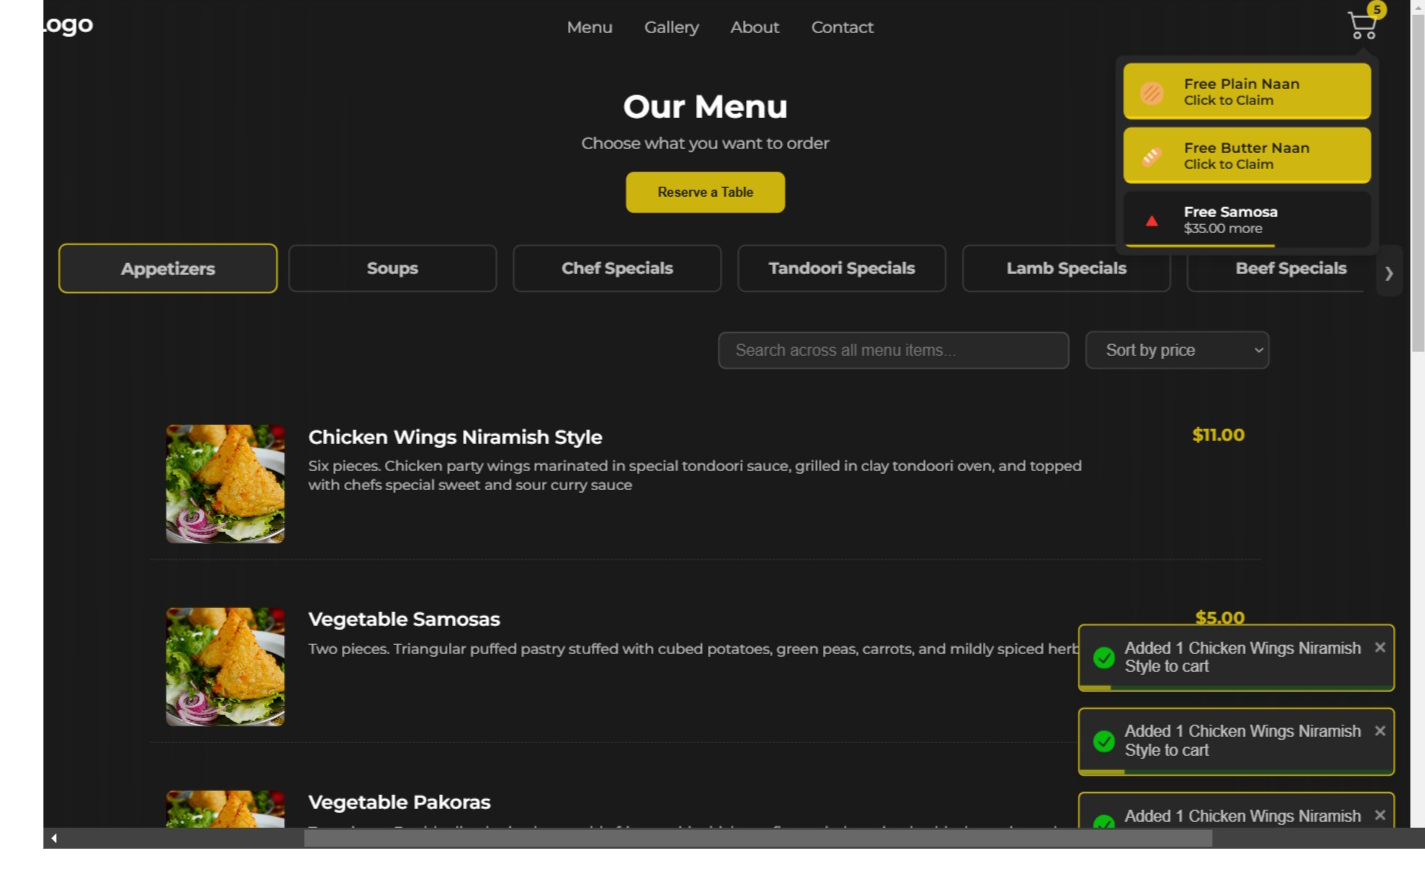 ogo
Menu
Gallery
About
Contact
5
Free Plain Naan
Click to Claim
Free Butter Naan
Click to Claim
Free Samosa
$35.00 more
Our Menu
Choose what you want to order
Reserve a Table
Appetizers
Soups
Chef Specials
Tandoori Specials
Lamb Specials
Beef Specials
Search across all menu items...
Sort by price
Chicken Wings Niramish Style
$11.00
Six pieces. Chicken party wings marinated in special tondoori sauce, grilled in clay tondoori oven, and topped
with chefs special sweet and sour curry sauce
Vegetable Samosas
$5.00
Two pieces. Triangular puffed pastry stuffed with cubed potatoes, green peas, carrots, and mildly spiced herb
Added 1 Chicken Wings Niramish
Style to cart
Added 1 Chicken Wings Niramish
Style to cart
Vegetable Pakoras
Added 1 Chicken Wings Niramish